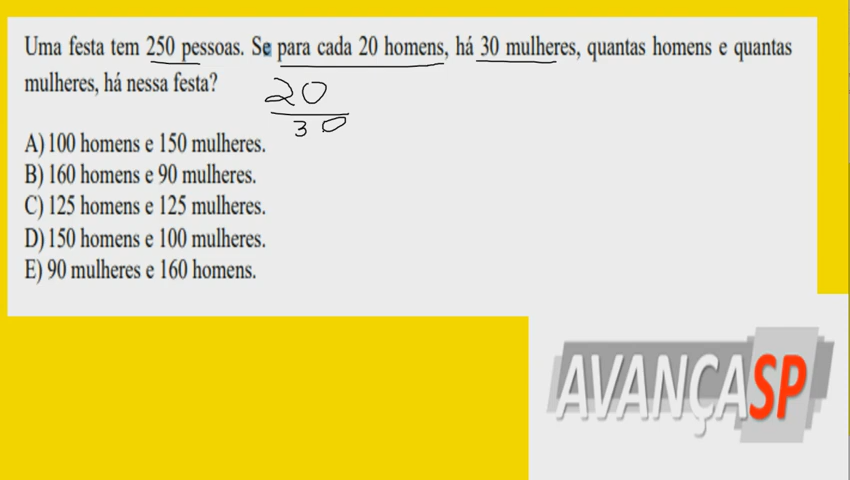 Uma festa tem 250 pessoas. Se para cada 20 homens, há 30 mulheres, quantas homens e quantas
mulheres, há nessa festa?
20
30
A) 100 homens e 150 mulheres.
B) 160 homens e 90 mulheres.
C) 125 homens e 125 mulheres.
D) 150 homens e 100 mulheres.
E) 90 mulheres e 160 homens.
AVANÇASP